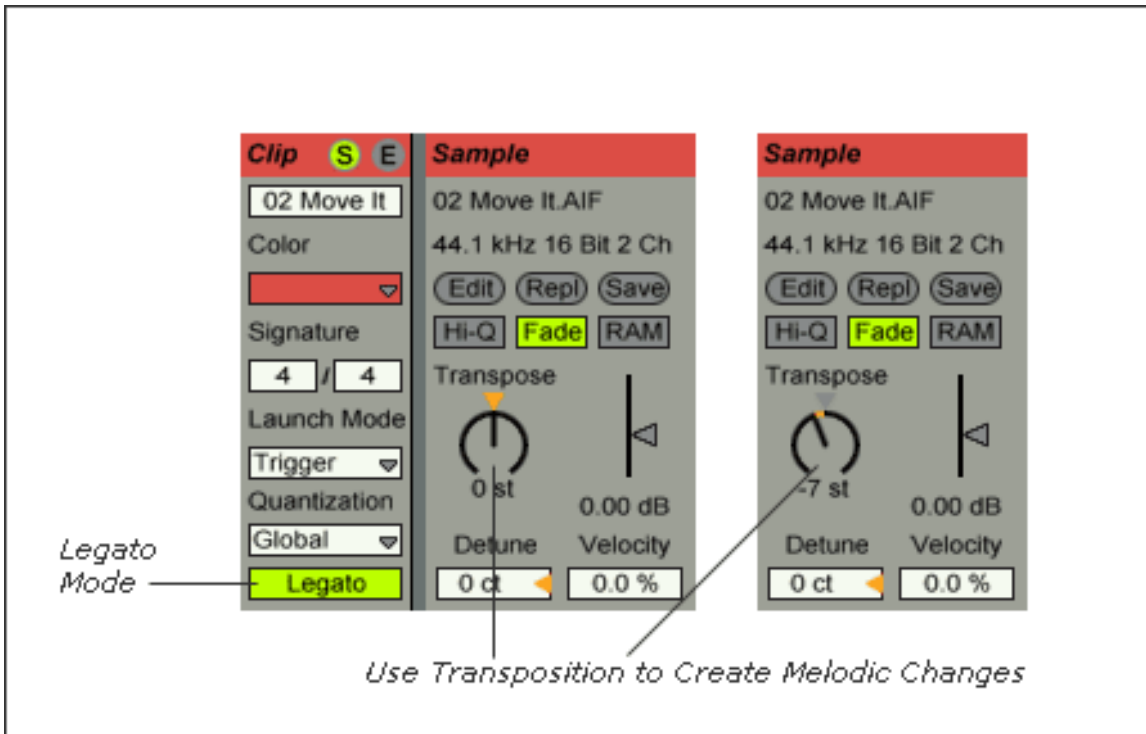 Clip S E
02 Move It
Color
Signature
4 / 4
Launch Mode
Trigger
Quantization
Global
Legato
Sample
02 Move It.AIF
44.1 kHz 16 Bit 2 Ch
Edit Repl Save
Hi-Q Fade RAM
Transpose
0 st
0.00 dB
Detune Velocity
0 ct 0.0 %
Sample
02 Move It.AIF
44.1 kHz 16 Bit 2 Ch
Edit Repl Save
Hi-Q Fade RAM
Transpose
-7 st
0.00 dB
Detune Velocity
0 ct 0.0 %
Legato
Mode
Use Transposition to Create Melodic Changes